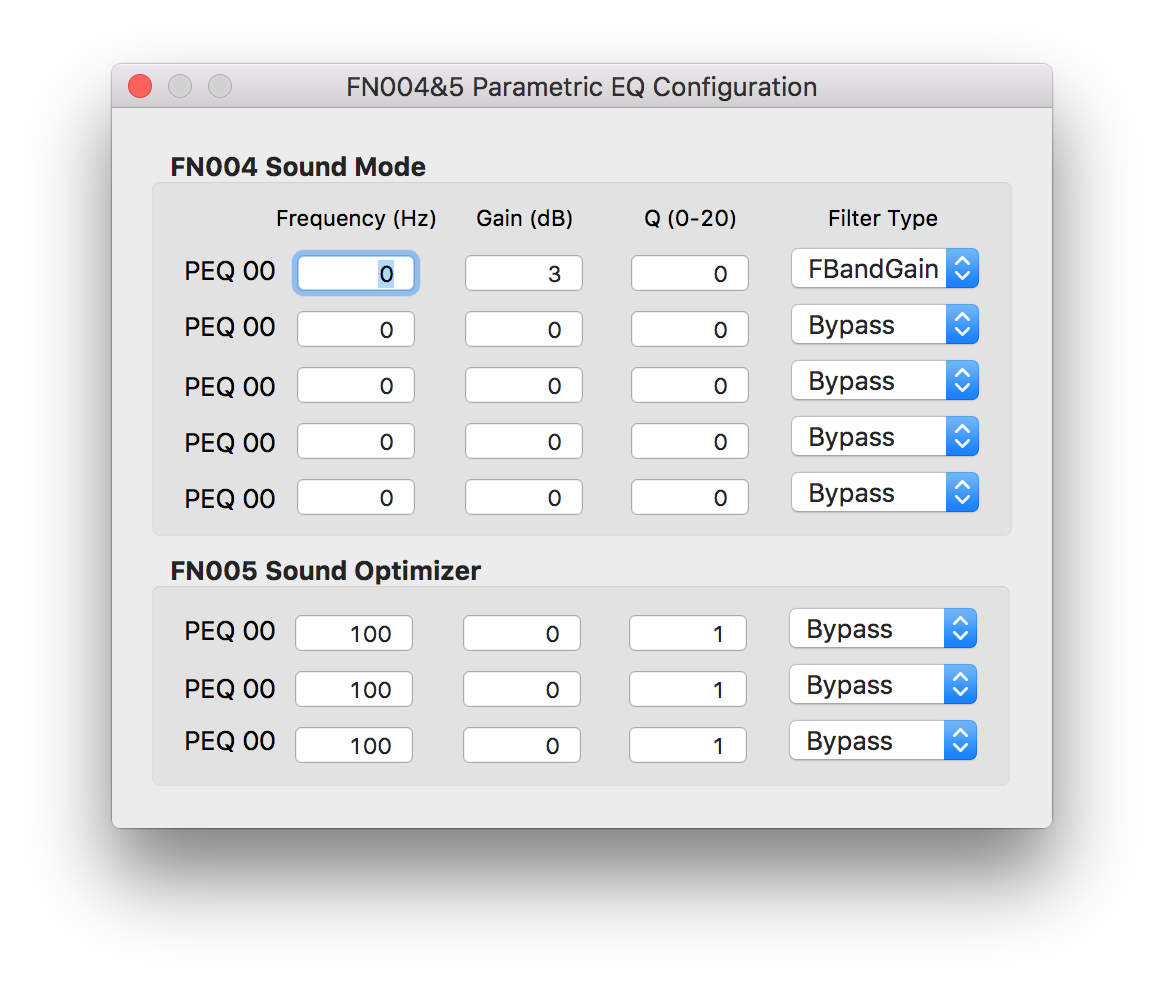 FN004&5 Parametric EQ Configuration
FN004 Sound Mode
Frequency (Hz) Gain (dB) Q (0-20) Filter Type
PEQ 00 0 3 0 FBandGain
PEQ 00 0 0 0 Bypass
PEQ 00 0 0 0 Bypass
PEQ 00 0 0 0 Bypass
PEQ 00 0 0 0 Bypass
FN005 Sound Optimizer
PEQ 00 100 0 1 Bypass
PEQ 00 100 0 1 Bypass
PEQ 00 100 0 1 Bypass